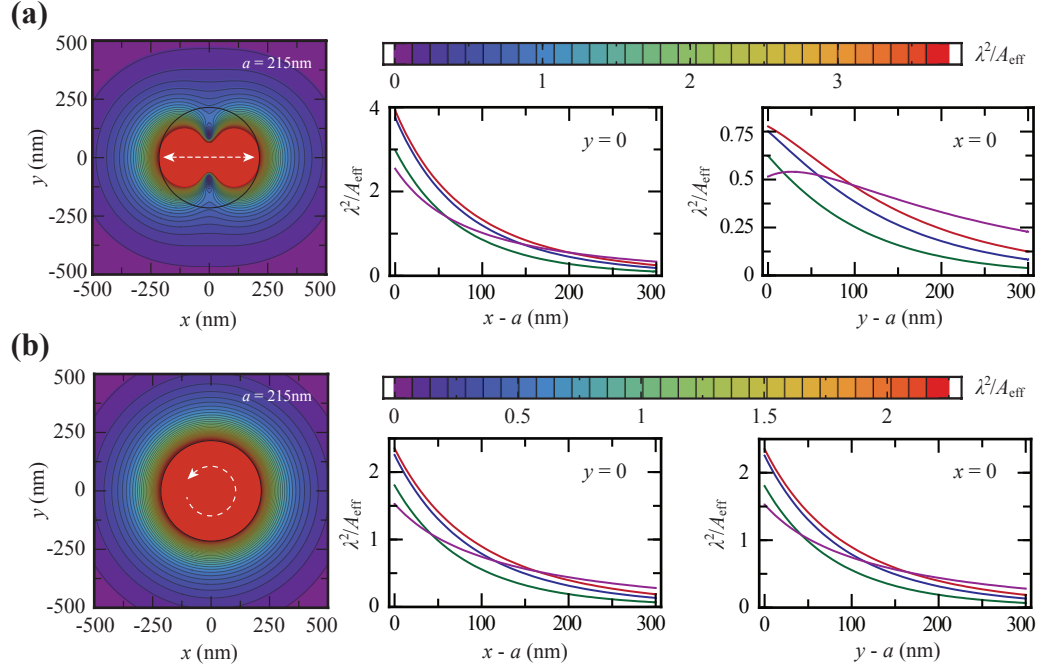 (a)
500
250
0
-250
-500
y (nm)
a = 215nm
-500 -250 0 250 500
x (nm)
0 1 2 3
λ²/Aeff
4
2
0
λ²/Aeff
y = 0
0 100 200 300
x - a (nm)
0.75
0.5
0.25
0
λ²/Aeff
x = 0
0 100 200 300
y - a (nm)
(b)
500
250
0
-250
-500
y (nm)
a = 215nm
-500 -250 0 250 500
x (nm)
0 0.5 1 1.5 2
λ²/Aeff
2
1
0
λ²/Aeff
y = 0
0 100 200 300
x - a (nm)
2
1
0
λ²/Aeff
x = 0
0 100 200 300
y - a (nm)